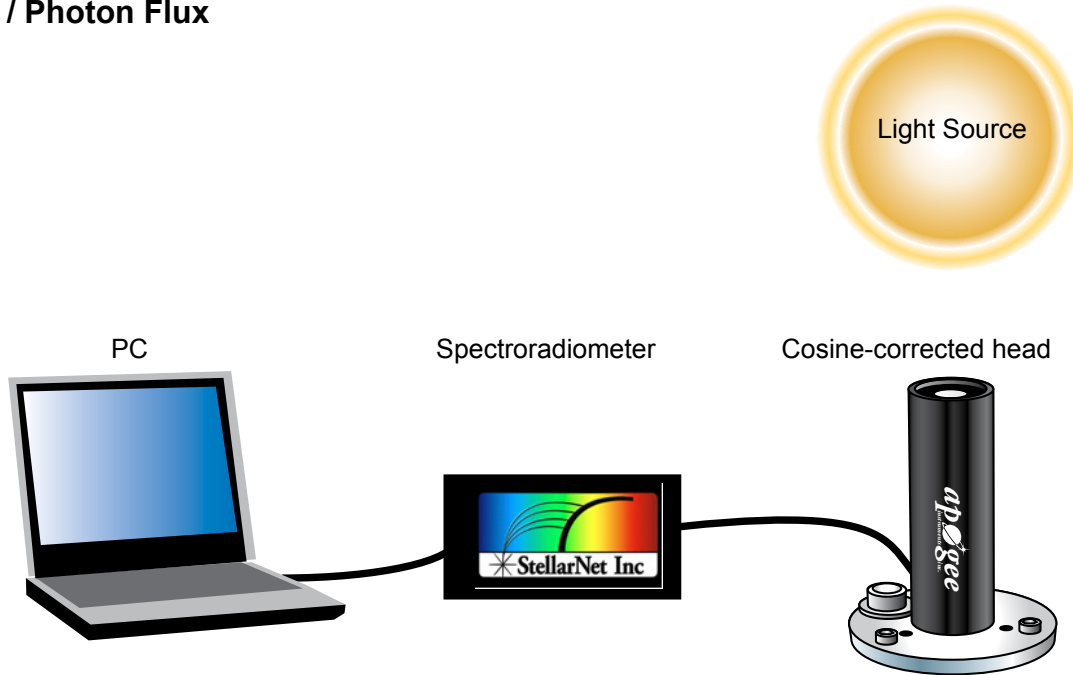 / Photon Flux
Light Source
PC
Spectroradiometer
Cosine-corrected head
StellarNet Inc
apogee